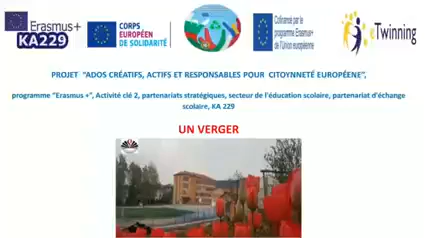 Erasmus+
KA229
CORPS
EUROPÉEN
DE SOLIDARITÉ
Cofinancé par le
programme Erasmus+
de l'Union européenne
eTwinning
PROJET “ADOS CRÉATIFS, ACTIFS ET RESPONSABLES POUR CITOYNNETÉ EUROPÉENE”,
programme “Erasmus +”, Activité clé 2, partenariats stratégiques, secteur de l'éducation scolaire, partenariat d'échange
scolaire, KA 229
UN VERGER